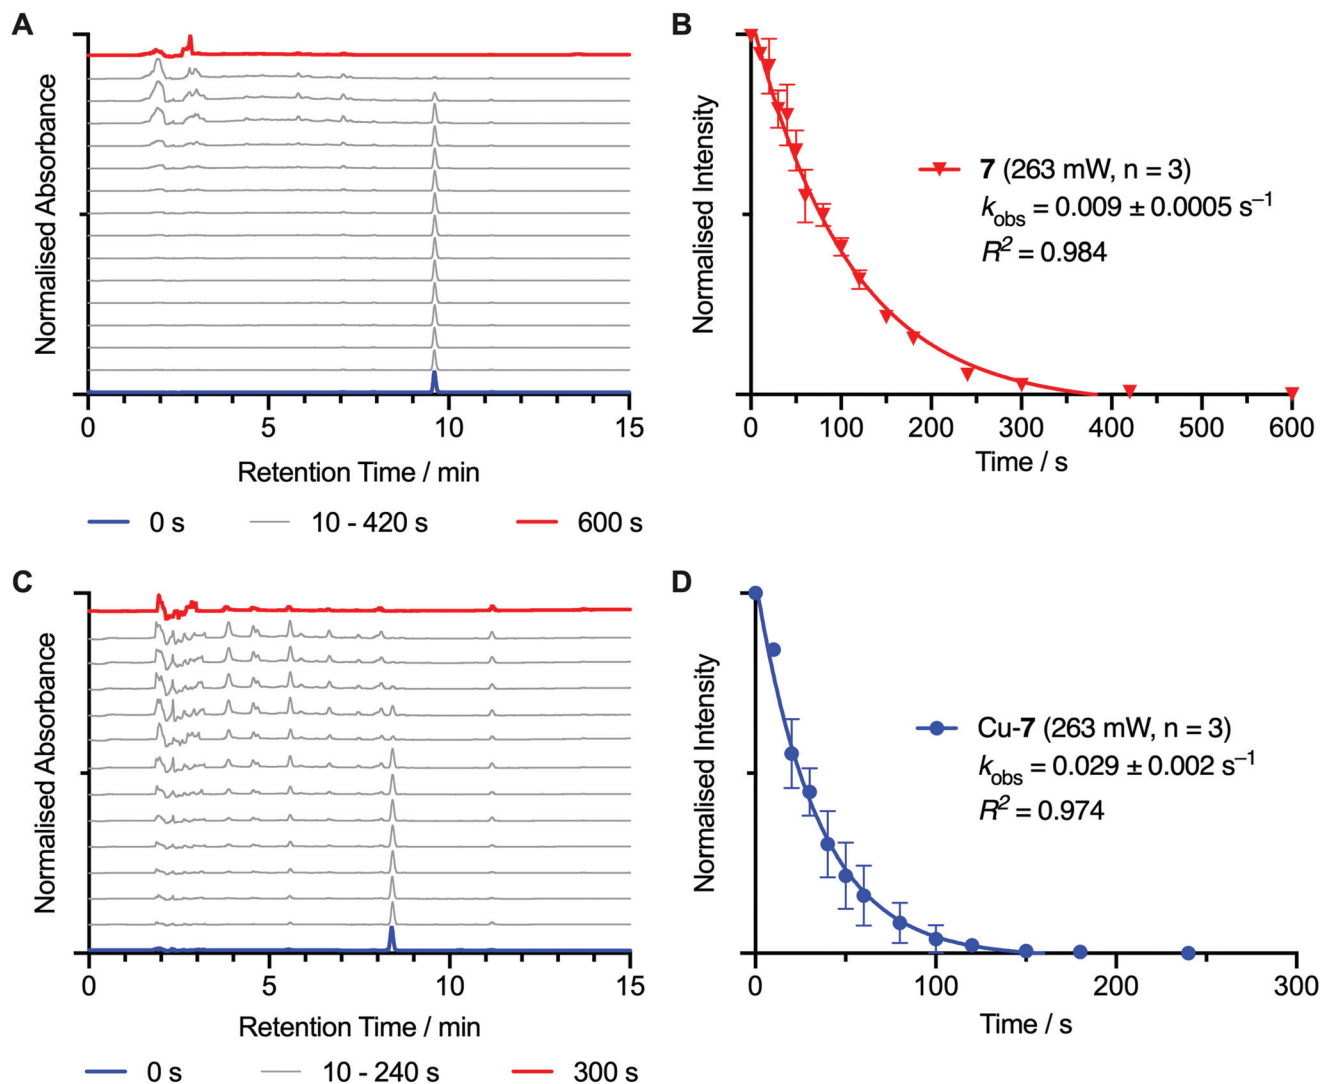 A
Normalised Absorbance
0 5 10 15
Retention Time / min
0 s 10 - 420 s 600 s
B
Normalised Intensity
7 (263 mW, n = 3)
kobs = 0.009 ± 0.0005 s⁻¹
R² = 0.984
0 100 200 300 400 500 600
Time / s
C
Normalised Absorbance
0 5 10 15
Retention Time / min
0 s 10 - 240 s 300 s
D
Normalised Intensity
Cu-7 (263 mW, n = 3)
kobs = 0.029 ± 0.002 s⁻¹
R² = 0.974
0 100 200 300
Time / s